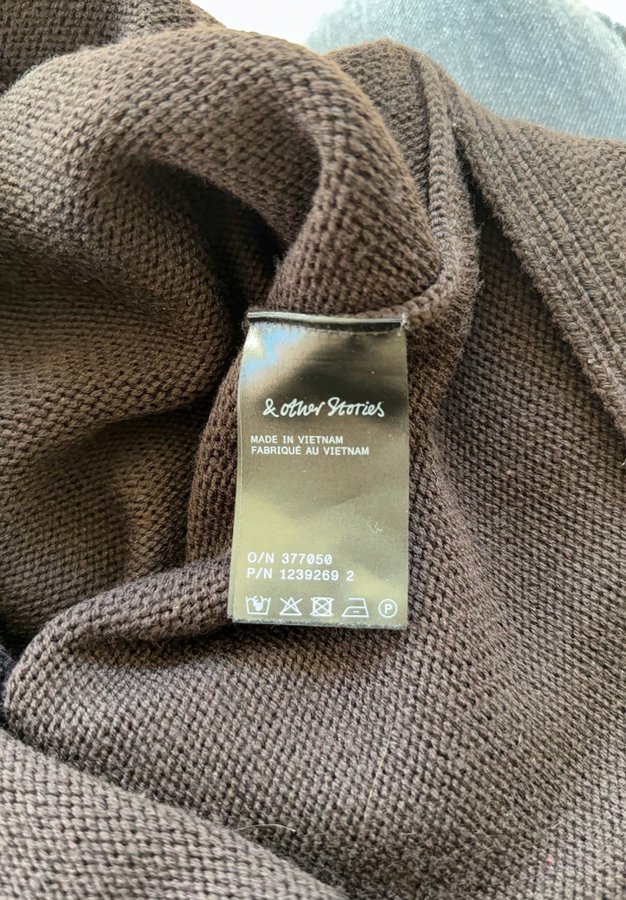 & other Stories
MADE IN VIETNAM
FABRIQUÉ AU VIETNAM
O/N 377050
P/N 1239269 2
P